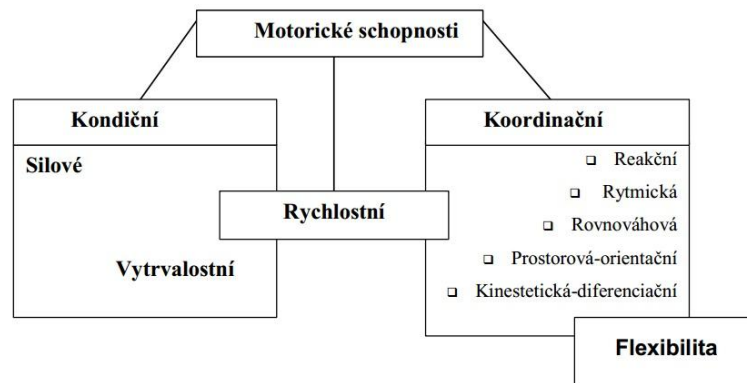 Motorické schopnosti
Kondiční
Silové
Vytrvalostní
Rychlostní
Koordinační
❑ Reakční
❑ Rytmická
❑ Rovnováhová
❑ Prostorová-orientační
❑ Kinestetická-diferenciační
Flexibilita